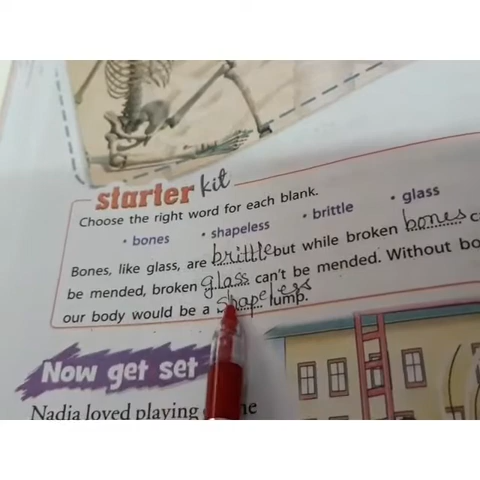 starter kit
Choose the right word for each blank.
• bones • shapeless • brittle • glass
Bones, like glass, are brittle but while broken bones c
be mended, broken glass can't be mended. Without bo
our body would be a shapeless lump.
Now get set
Nadia loved playing